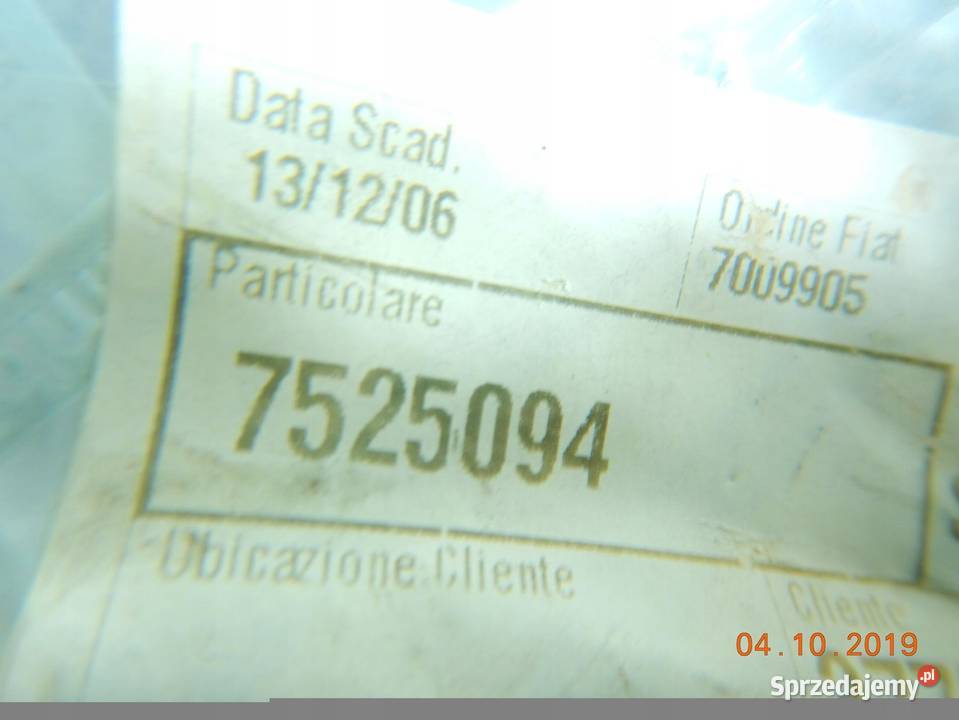 Data Scad.
13/12/06
Ordine Fiat
7009905
Particolare
7525094
Ubicazione Cliente
Cliente
04.10.2019
Sprzedajemy.pl